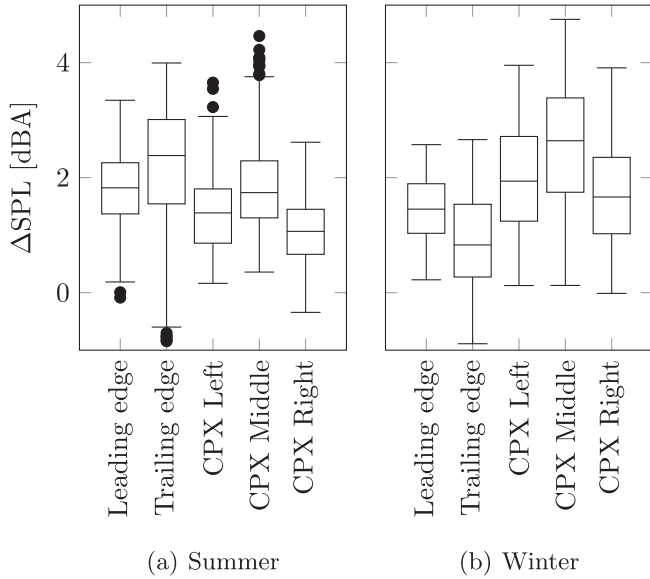 ΔSPL [dBA]
4
2
0
Leading edge
Trailing edge
CPX Left
CPX Middle
CPX Right
Leading edge
Trailing edge
CPX Left
CPX Middle
CPX Right
(a) Summer
(b) Winter